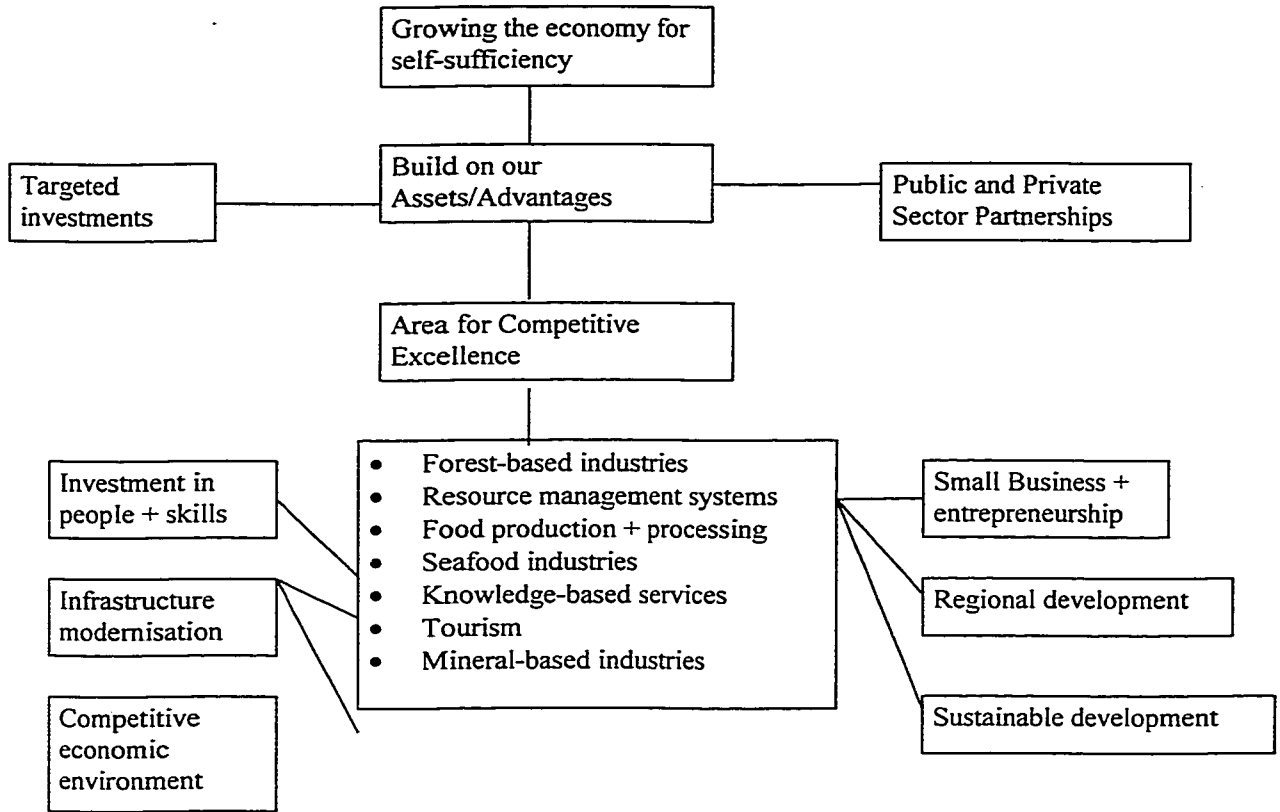 Growing the economy for
self-sufficiency
Targeted
investments
Build on our
Assets/Advantages
Public and Private
Sector Partnerships
Area for Competitive
Excellence
Investment in
people + skills
Infrastructure
modernisation
Competitive
economic
environment
• Forest-based industries
• Resource management systems
• Food production + processing
• Seafood industries
• Knowledge-based services
• Tourism
• Mineral-based industries
Small Business +
entrepreneurship
Regional development
Sustainable development